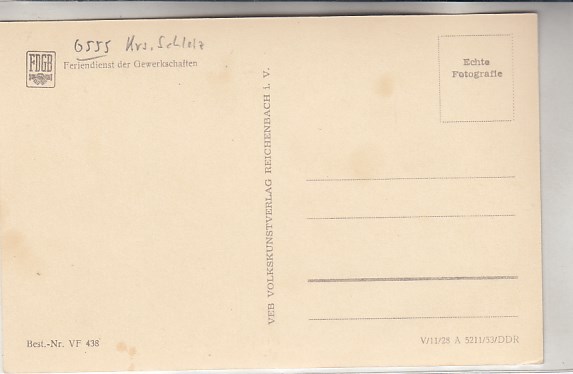 6555 Krs. Schleiz
FDGB
Feriendienst der Gewerkschaften
Echte
Fotografie
VEB VOLKSKUNSTVERLAG REICHENBACH i. V.
Best.-Nr. VF 438
V/11/28 A 5211/53/DDR